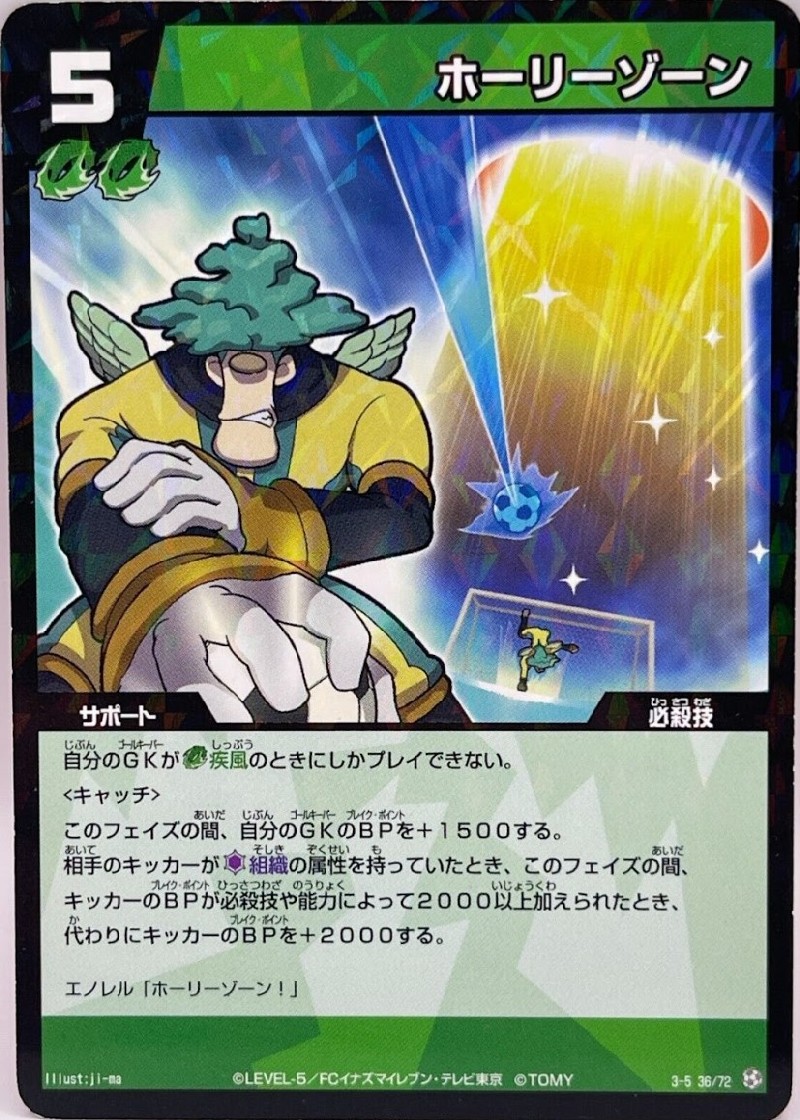 5
ホーリーゾーン
サポート
必殺技
自分のGKが疾風のときにしかプレイできない。
<キャッチ>
このフェイズの間、自分のGKのBPを＋１５００する。
相手のキッカーが組織の属性を持っていたとき、このフェイズの間、
キッカーのBPが必殺技や能力によって２０００以上加えられたとき、
代わりにキッカーのBPを＋２０００する。
エノレル「ホーリーゾーン！」
Illust:ji-ma
©LEVEL-5／FCイナズマイレブン・テレビ東京 ©TOMY
3-5 36/72